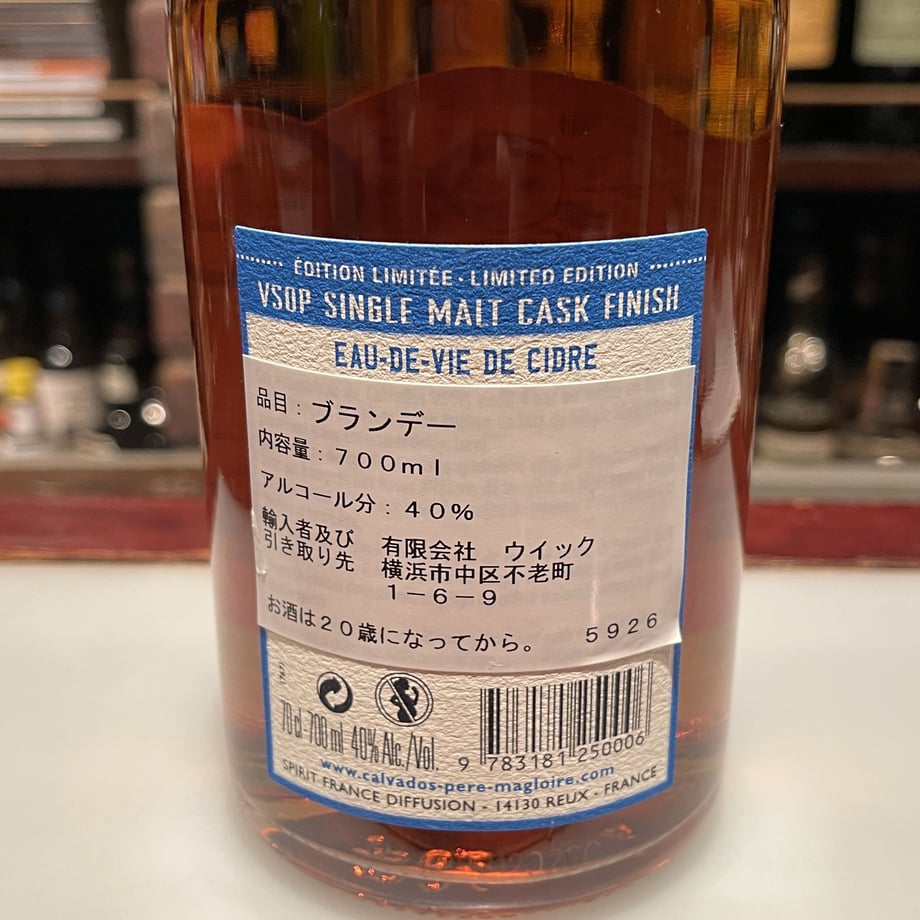 ÉDITION LIMITÉE · LIMITED EDITION
VSOP SINGLE MALT CASK FINISH
EAU-DE-VIE DE CIDRE
品目：ブランデー
内容量：７００ｍｌ
アルコール分：４０％
輸入者及び
引き取り先
有限会社 ウイック
横浜市中区不老町
１－６－９
お酒は２０歳になってから。 ５９２６
70 cl-700 ml 40% Alc./Vol.
9 783181 250006
www.calvados-pere-magloire.com
SPIRIT FRANCE DIFFUSION - 14130 REUX - FRANCE